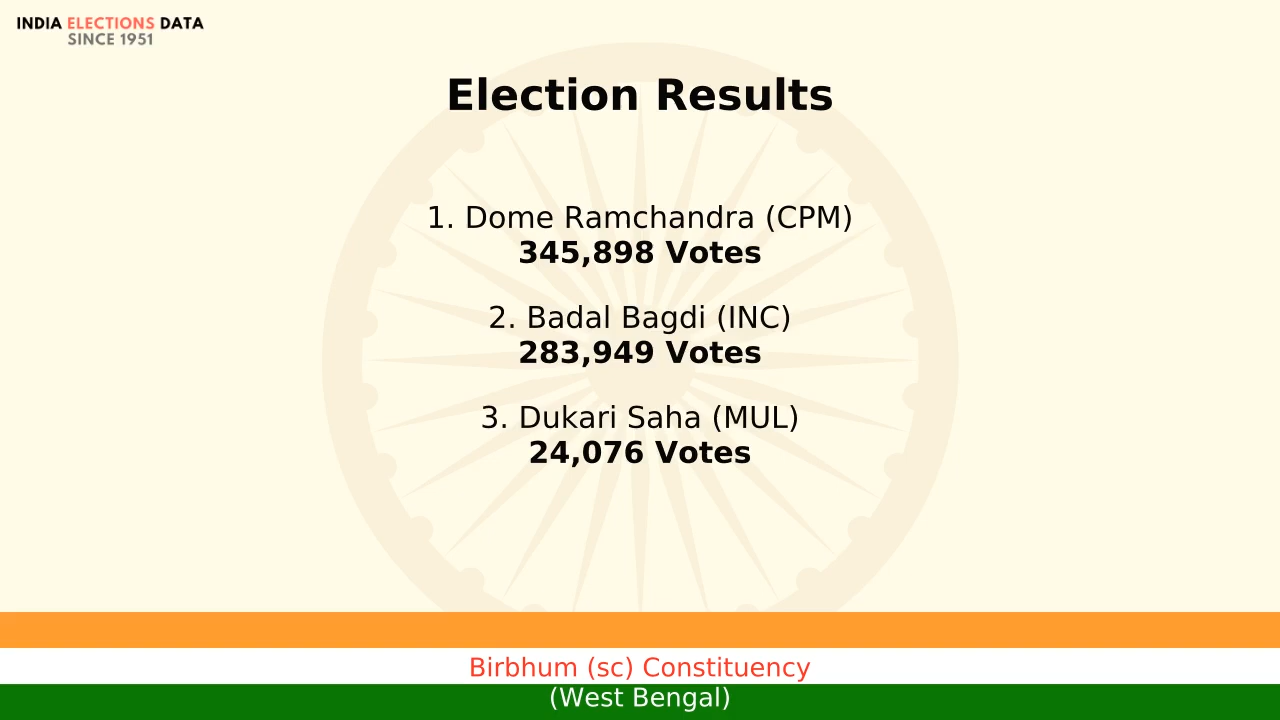 INDIA ELECTIONS DATA
SINCE 1951
Election Results
1. Dome Ramchandra (CPM)
345,898 Votes
2. Badal Bagdi (INC)
283,949 Votes
3. Dukari Saha (MUL)
24,076 Votes
Birbhum (sc) Constituency
(West Bengal)